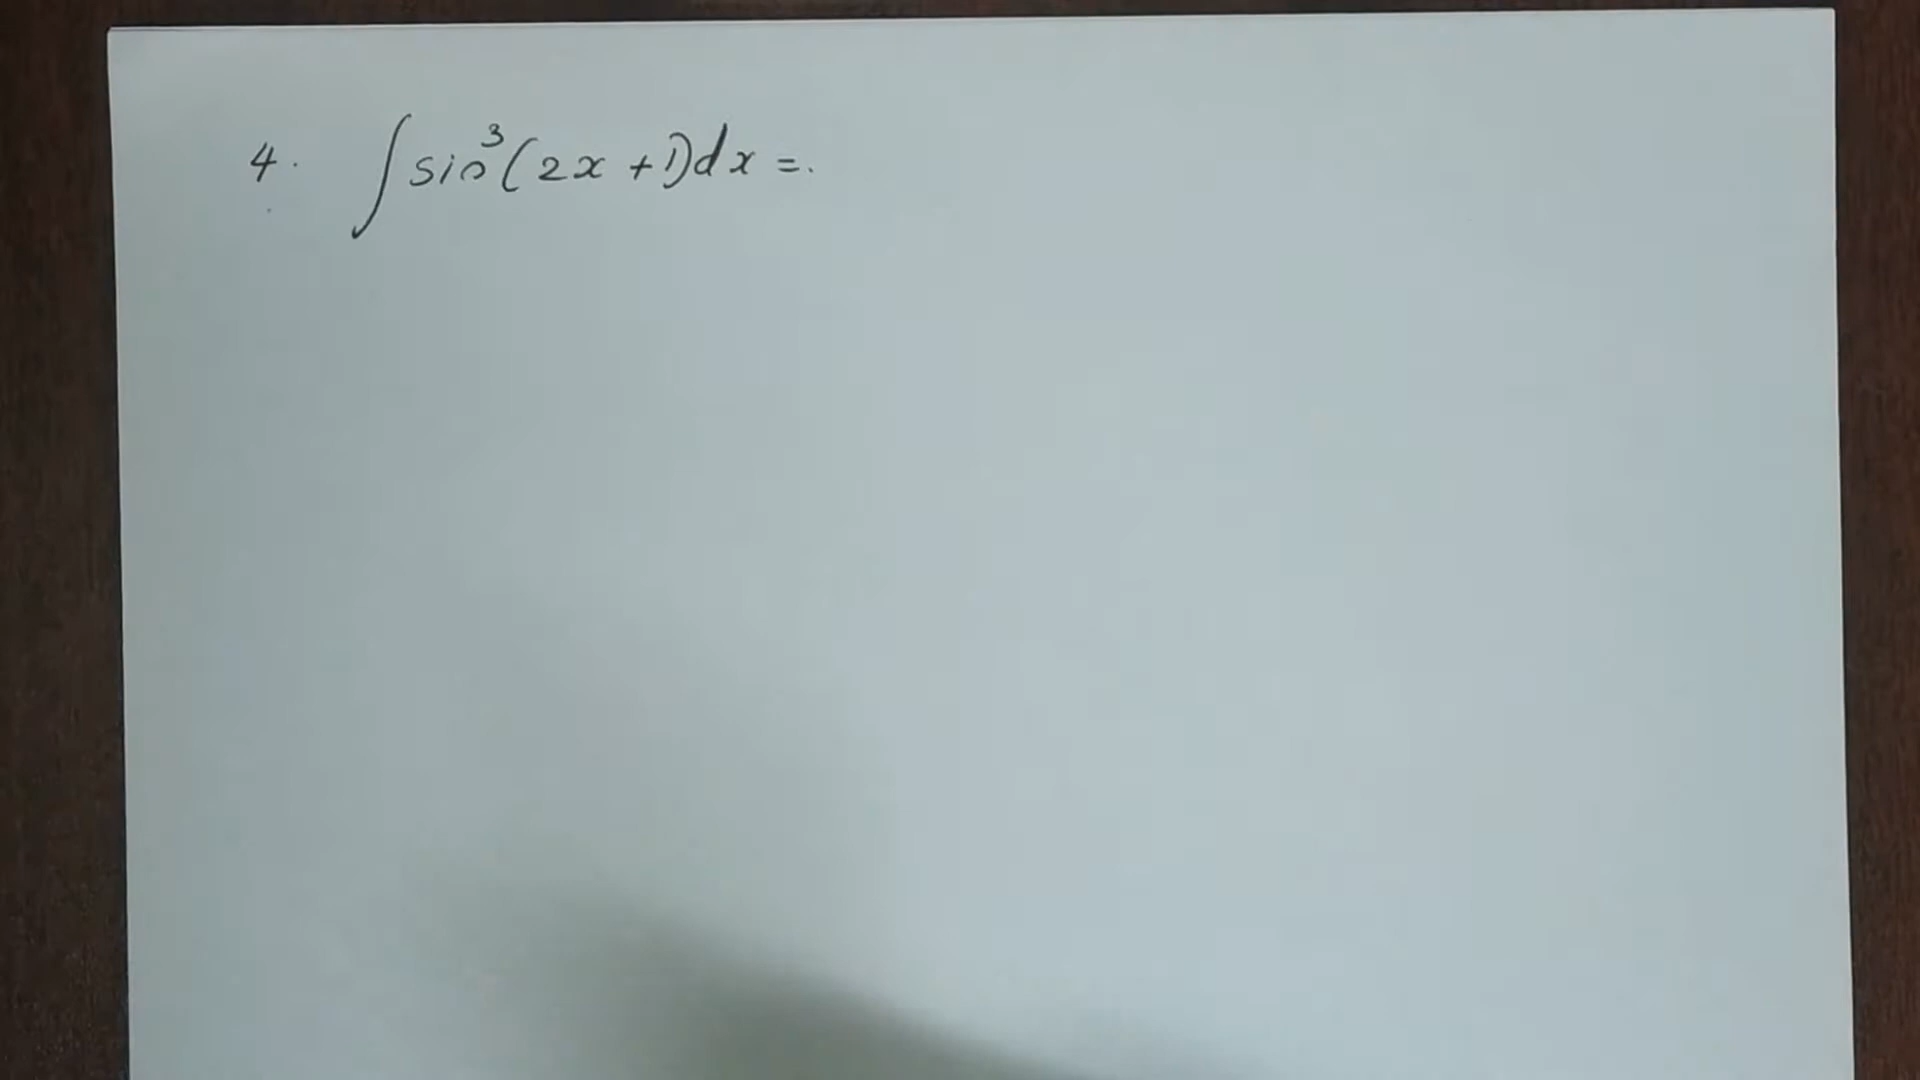 4. ∫sin³(2x+1)dx =.